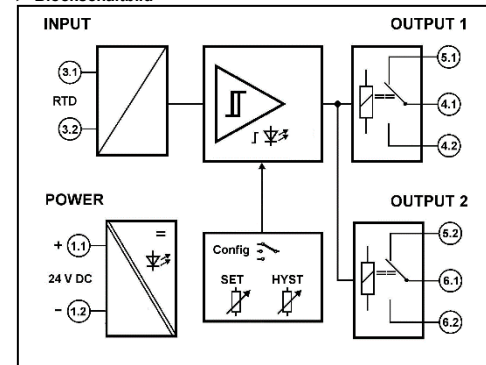 Blockschaltbild
INPUT
OUTPUT 1
3.1
RTD
3.2
5.1
4.1
4.2
POWER
OUTPUT 2
+ 1.1
24 V DC
- 1.2
=
Config
SET HYST
5.2
6.1
6.2